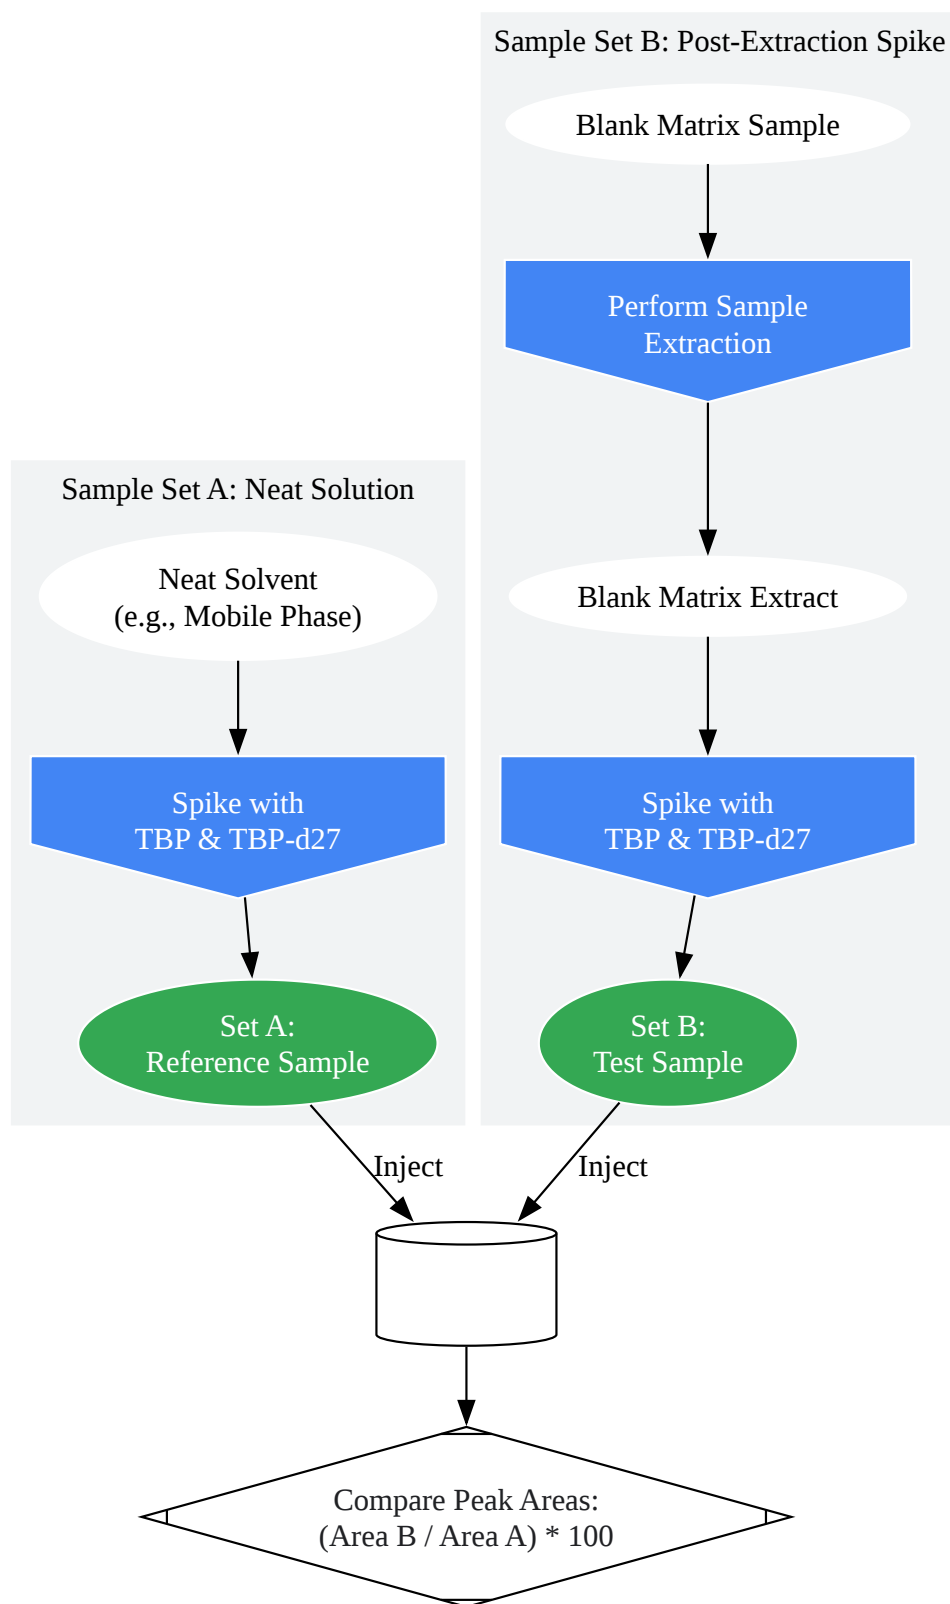 Sample Set B: Post-Extraction Spike
Blank Matrix Sample
Perform Sample
Extraction
Sample Set A: Neat Solution
Neat Solvent
(e.g., Mobile Phase)
Blank Matrix Extract
Spike with
TBP & TBP-d27
Spike with
TBP & TBP-d27
Set A:
Reference Sample
Set B:
Test Sample
Inject
Inject
Compare Peak Areas:
(Area B / Area A) * 100